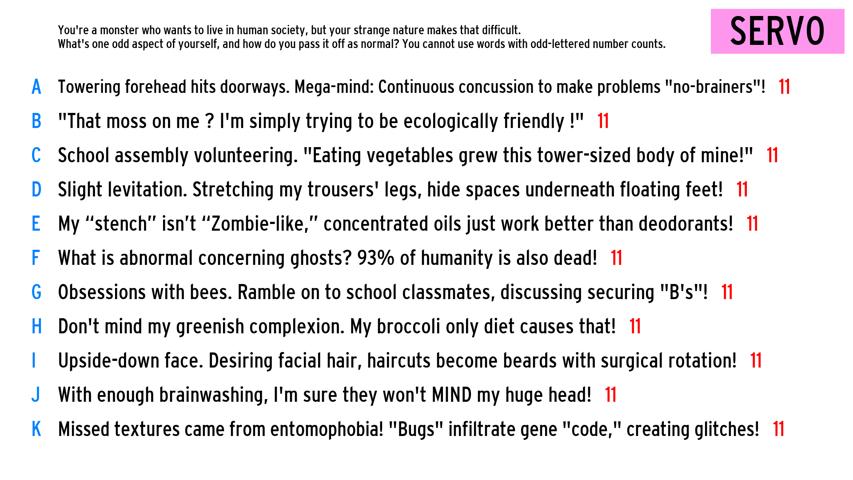 You're a monster who wants to live in human society, but your strange nature makes that difficult.
What's one odd aspect of yourself, and how do you pass it off as normal? You cannot use words with odd-lettered number counts.
SERVO
A Towering forehead hits doorways. Mega-mind: Continuous concussion to make problems "no-brainers"! 11
B "That moss on me ? I'm simply trying to be ecologically friendly !" 11
C School assembly volunteering. "Eating vegetables grew this tower-sized body of mine!" 11
D Slight levitation. Stretching my trousers' legs, hide spaces underneath floating feet! 11
E My “stench” isn’t “Zombie-like,” concentrated oils just work better than deodorants! 11
F What is abnormal concerning ghosts? 93% of humanity is also dead! 11
G Obsessions with bees. Ramble on to school classmates, discussing securing "B's"! 11
H Don't mind my greenish complexion. My broccoli only diet causes that! 11
I Upside-down face. Desiring facial hair, haircuts become beards with surgical rotation! 11
J With enough brainwashing, I'm sure they won't MIND my huge head! 11
K Missed textures came from entomophobia! "Bugs" infiltrate gene "code," creating glitches! 11